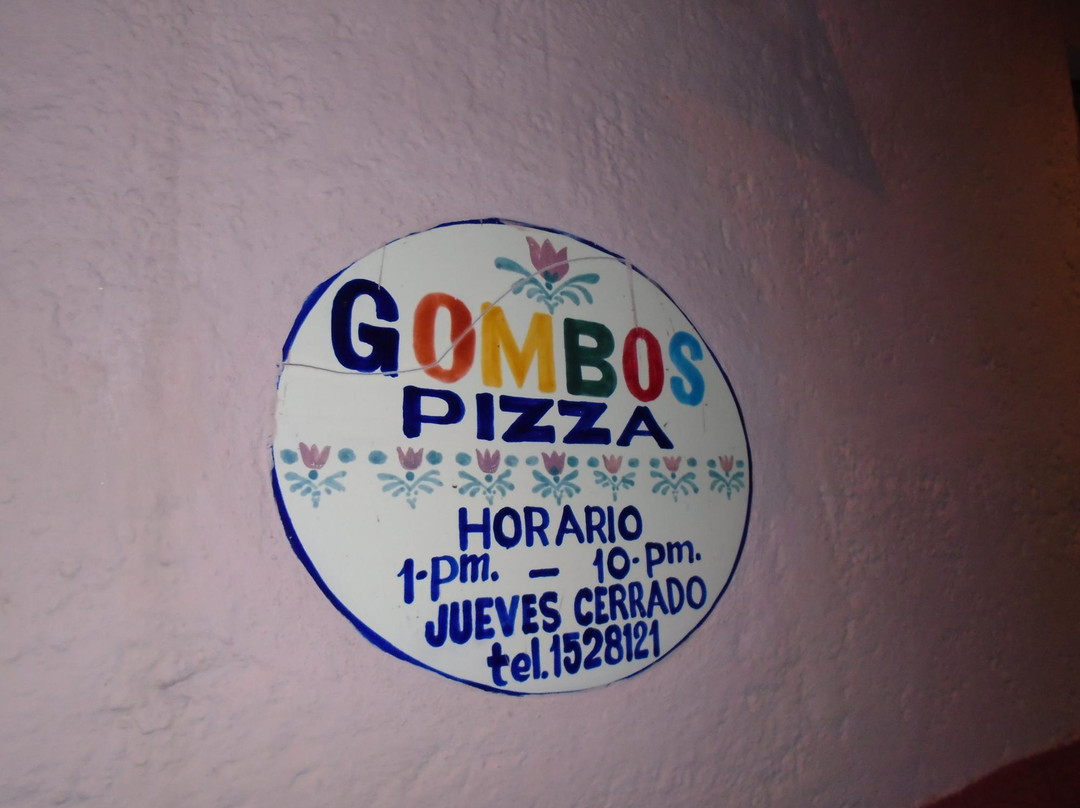 GOMBOS
PIZZA
HORARIO
1-pm. - 10-pm.
JUEVES CERRADO
tel.1528121